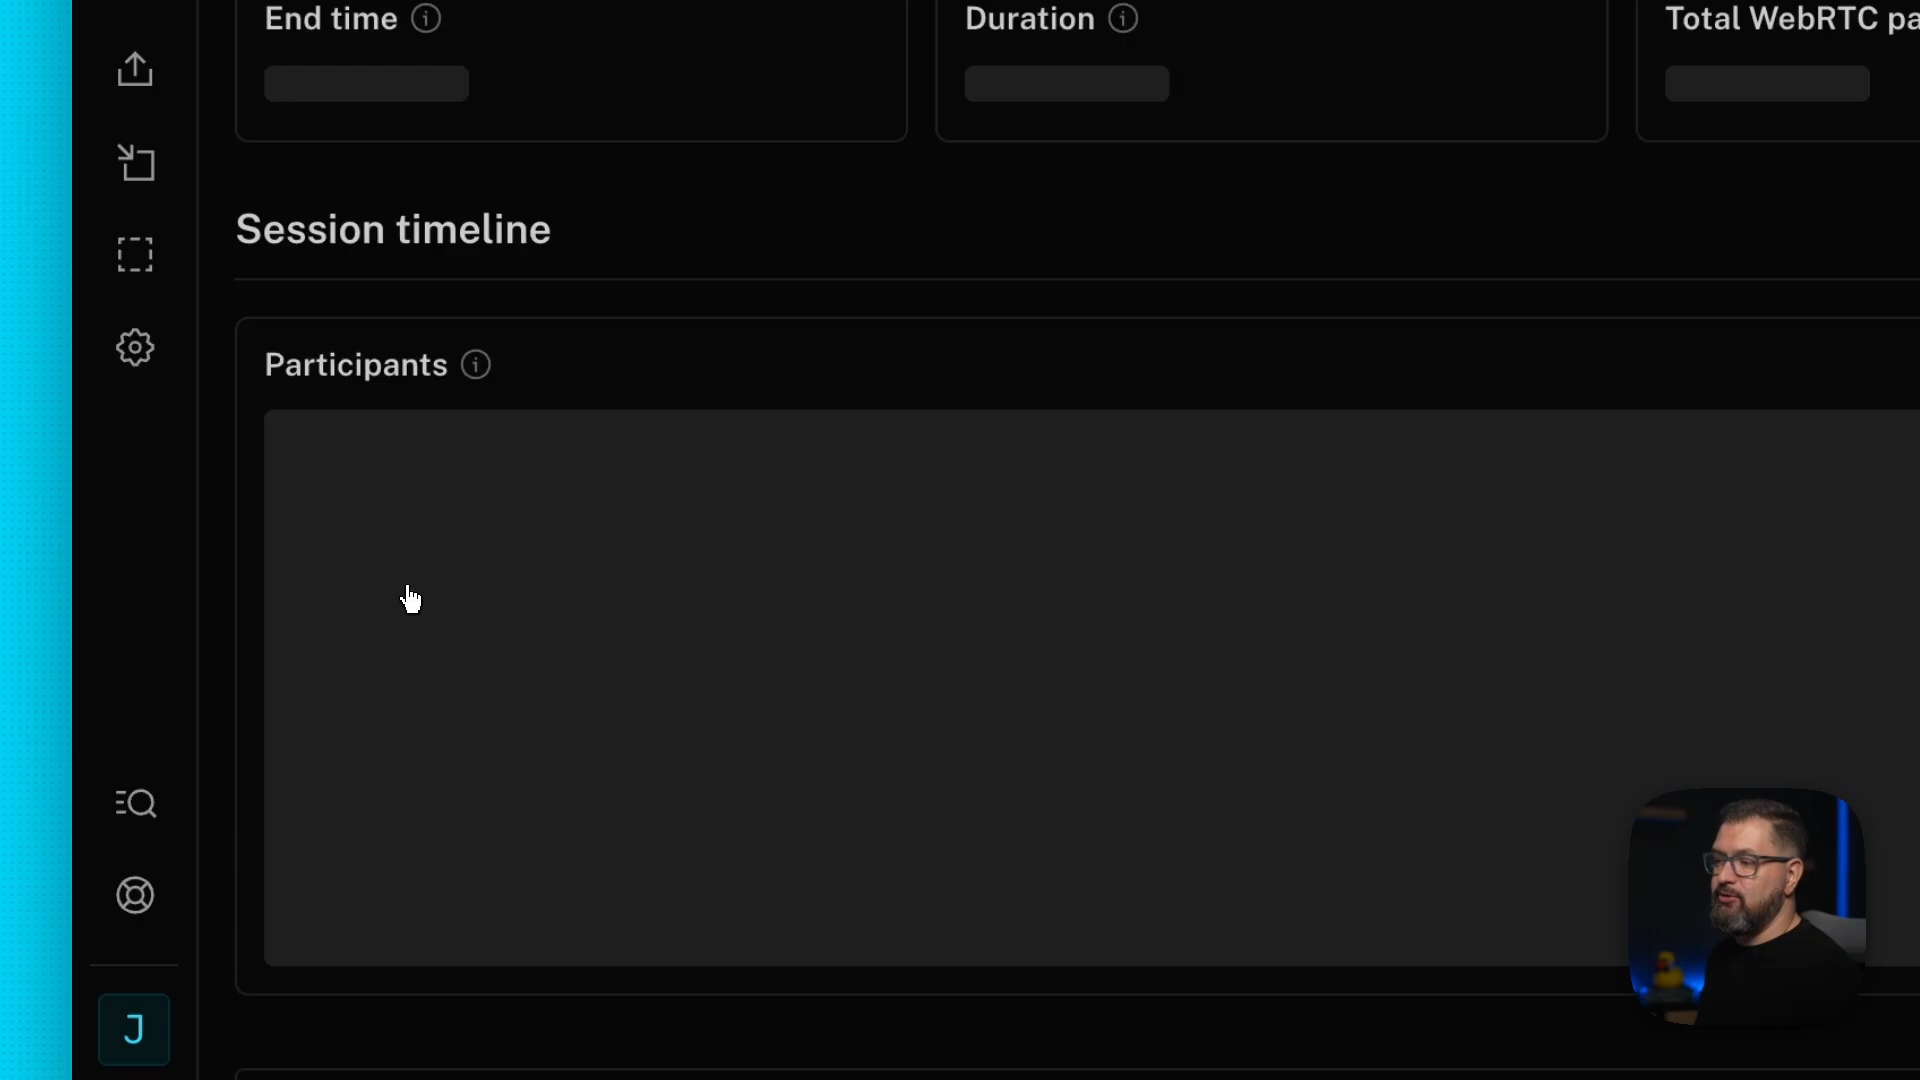 End time
Duration
Total WebRTC pa
Session timeline
Participants
J